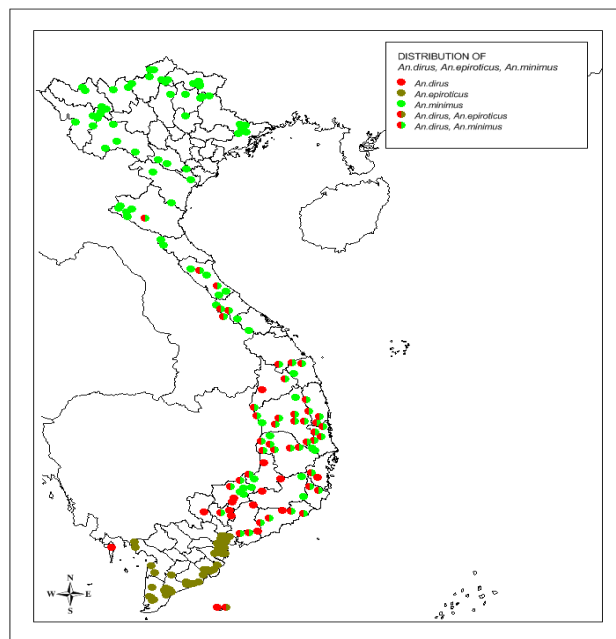 DISTRIBUTION OF
An.dirus, An.epiroticus, An.minimus
An.dirus
An.epiroticus
An.minimus
An.dirus, An.epiroticus
An.dirus, An.minimus
N
W E
S